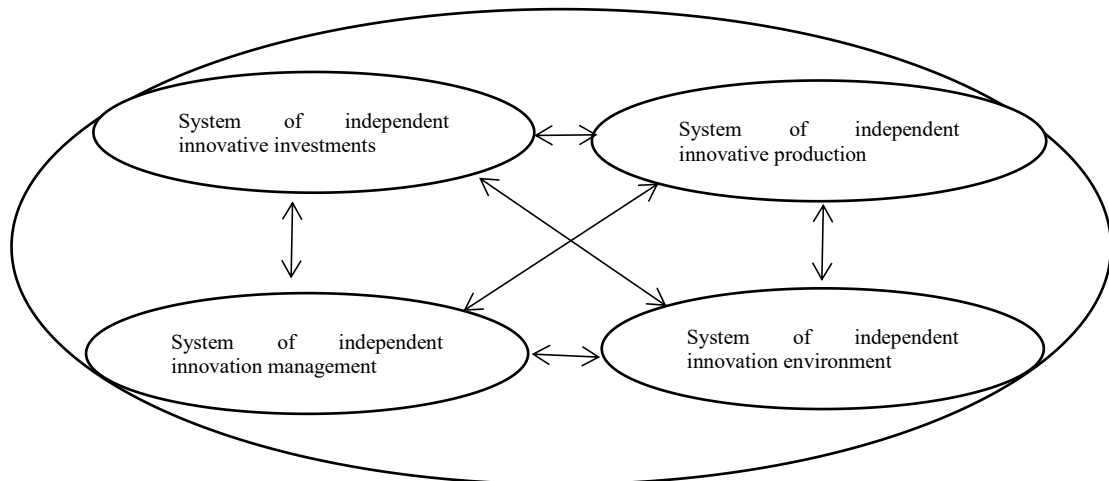 System of independent
innovative investments
System of independent
innovative production
System of independent
innovation management
System of independent
innovation environment